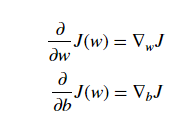 ∂/∂w J(w) = ∇_w J
∂/∂b J(w) = ∇_b J